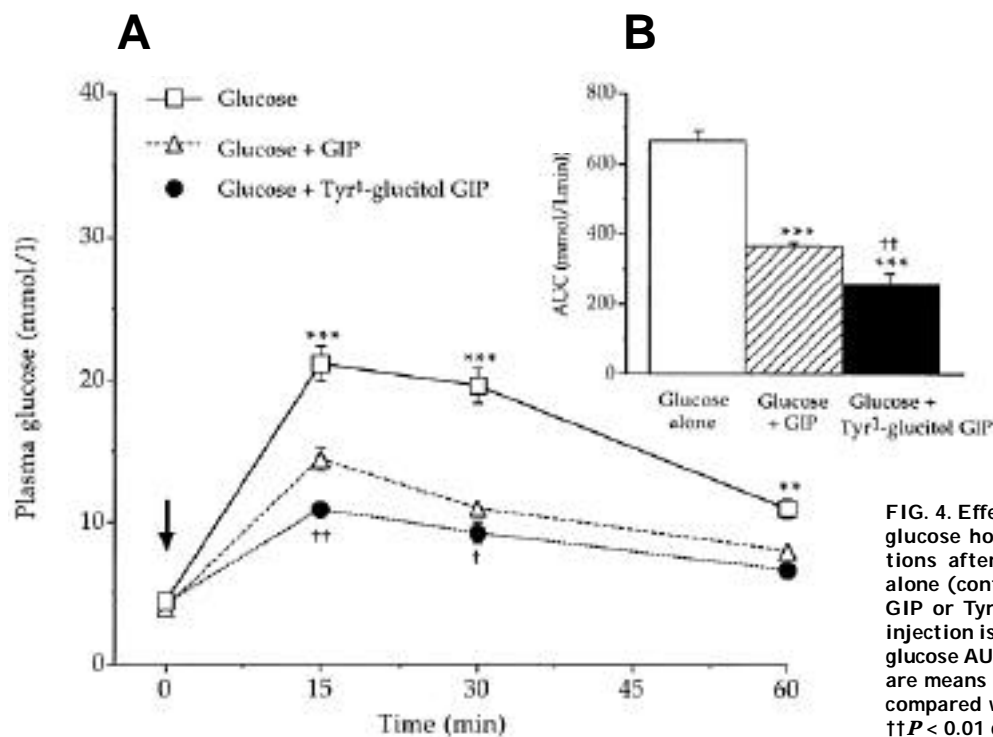 A
B
40
30
20
10
0
Plasma glucose (mmol/l)
Glucose
Glucose + GIP
Glucose + Tyr1-glucitol GIP
***
***
**
††
†
0
15
30
45
60
Time (min)
800
600
400
200
0
AUC (mmol/l.min)
***
††
***
Glucose
alone
Glucose
+ GIP
Glucose +
Tyr1-glucitol GIP
FIG. 4. Effe
glucose ho
tions after
alone (con
GIP or Tyr
injection is
glucose AU
are means
compared w
††P < 0.01